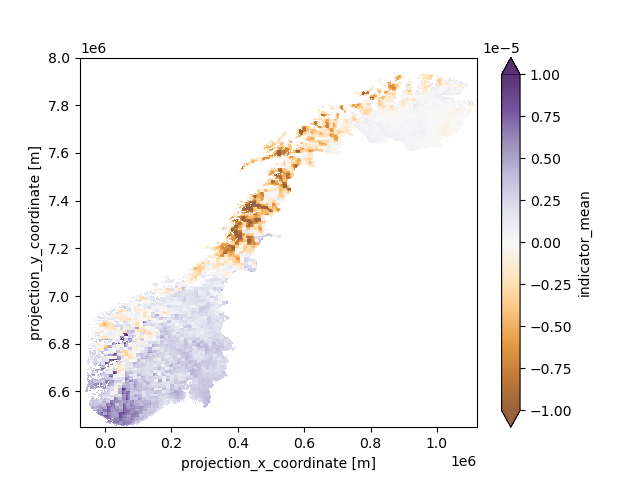 1e6
8.0
7.8
7.6
7.4
7.2
7.0
6.8
6.6
projection_y_coordinate [m]
0.0 0.2 0.4 0.6 0.8 1.0
1e6
projection_x_coordinate [m]
1e−5
1.00
0.75
0.50
0.25
0.00
−0.25
−0.50
−0.75
−1.00
indicator_mean